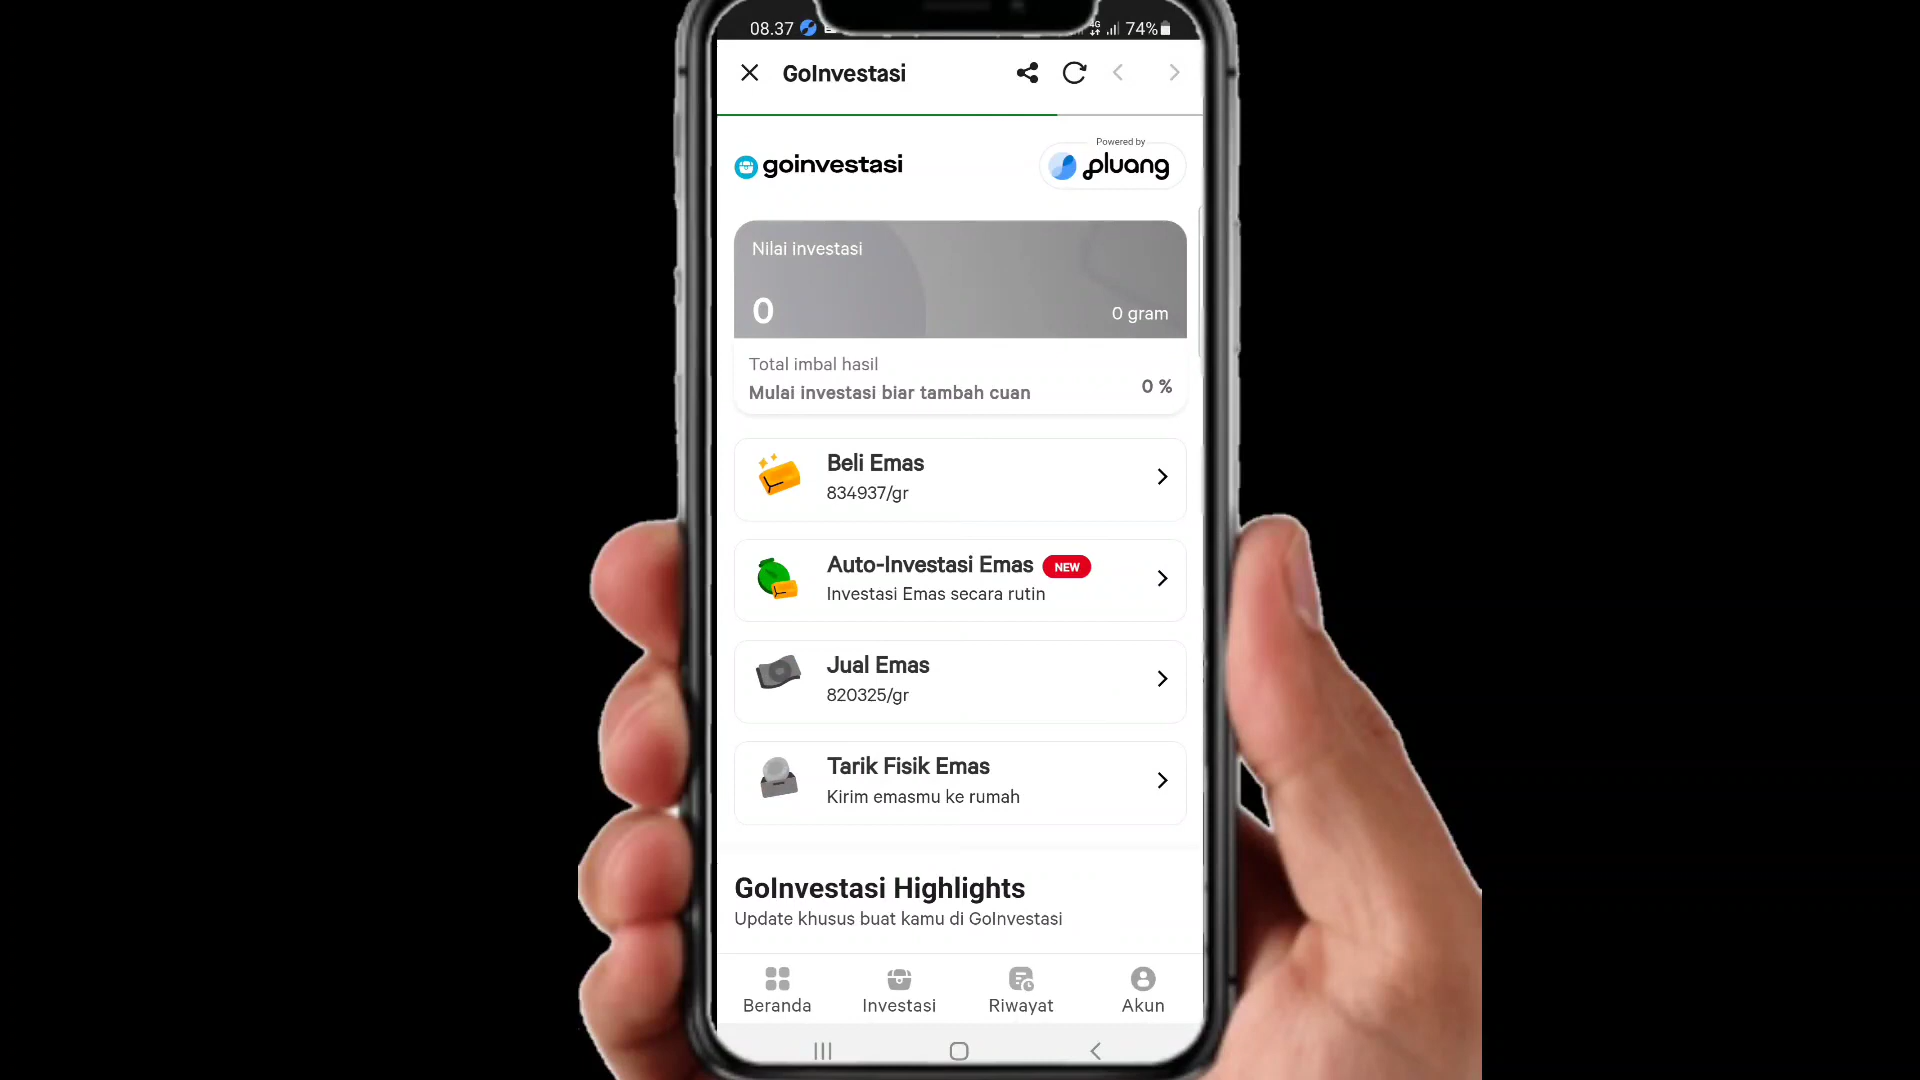 08.37
4G
74%
GoInvestasi
goinvestasi
Powered by
pluang
Nilai investasi
0
0 gram
Total imbal hasil
Mulai investasi biar tambah cuan
0 %
Beli Emas
834937/gr
Auto-Investasi Emas NEW
Investasi Emas secara rutin
Jual Emas
820325/gr
Tarik Fisik Emas
Kirim emasmu ke rumah
GoInvestasi Highlights
Update khusus buat kamu di GoInvestasi
Beranda
Investasi
Riwayat
Akun